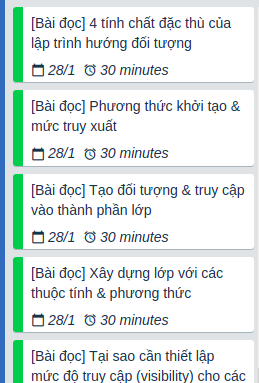 [Bài đọc] 4 tính chất đặc thù của
lập trình hướng đối tượng
28/1 30 minutes
[Bài đọc] Phương thức khởi tạo &
mức truy xuất
28/1 30 minutes
[Bài đọc] Tạo đối tượng & truy cập
vào thành phần lớp
28/1 30 minutes
[Bài đọc] Xây dựng lớp với các
thuộc tính & phương thức
28/1 30 minutes
[Bài đọc] Tại sao cần thiết lập
mức độ truy cập (visibility) cho các